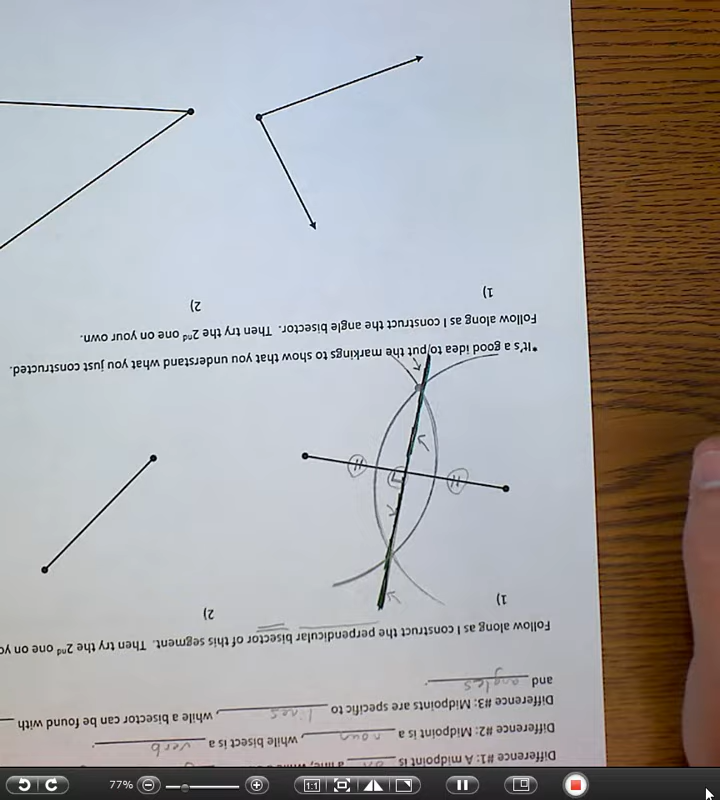 Difference #1: A midpoint is on a line, while
Difference #2: Midpoint is a noun, while bisect is a verb.
Difference #3: Midpoints are specific to lines, while a bisector can be found with
and angles.
Follow along as I construct the perpendicular bisector of this segment. Then try the 2nd one on yo
1) 2)
*It's a good idea to put the markings to show that you understand what you just constructed.
Follow along as I construct the angle bisector. Then try the 2nd one on your own.
1) 2)
77% 1:1